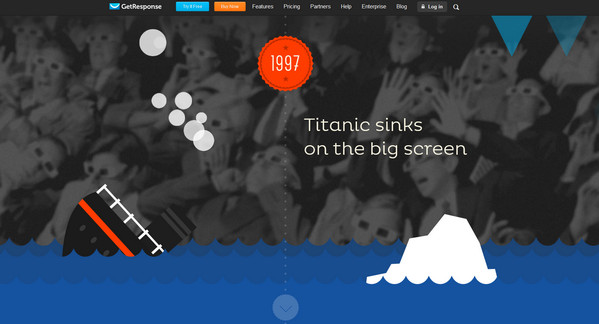 GetResponse
Try it Free
Buy Now
Features
Pricing
Partners
Help
Enterprise
Blog
Log in
1997
Titanic sinks
on the big screen